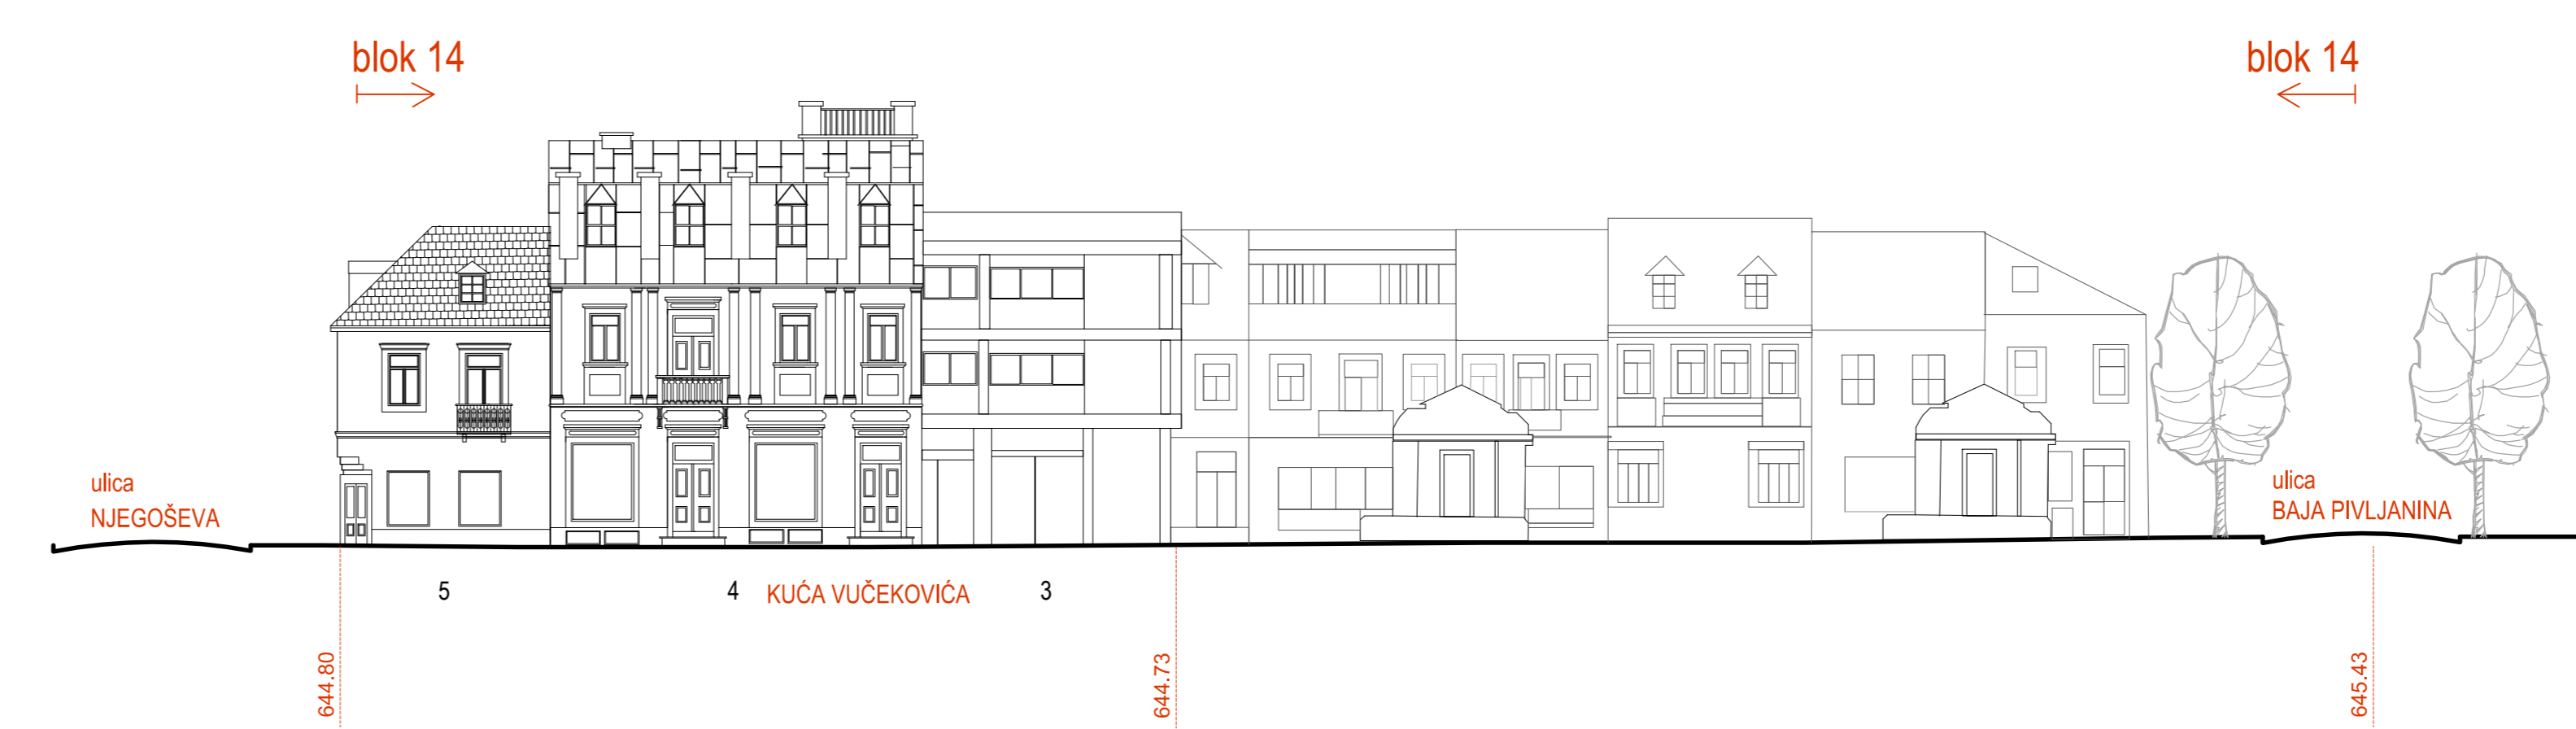 blok 14
blok 14
ulica
NJEGOŠEVA
ulica
BAJA PIVLJANINA
5
4
KUĆA VUČEKOVIĆA
3
644.80
644.73
645.43